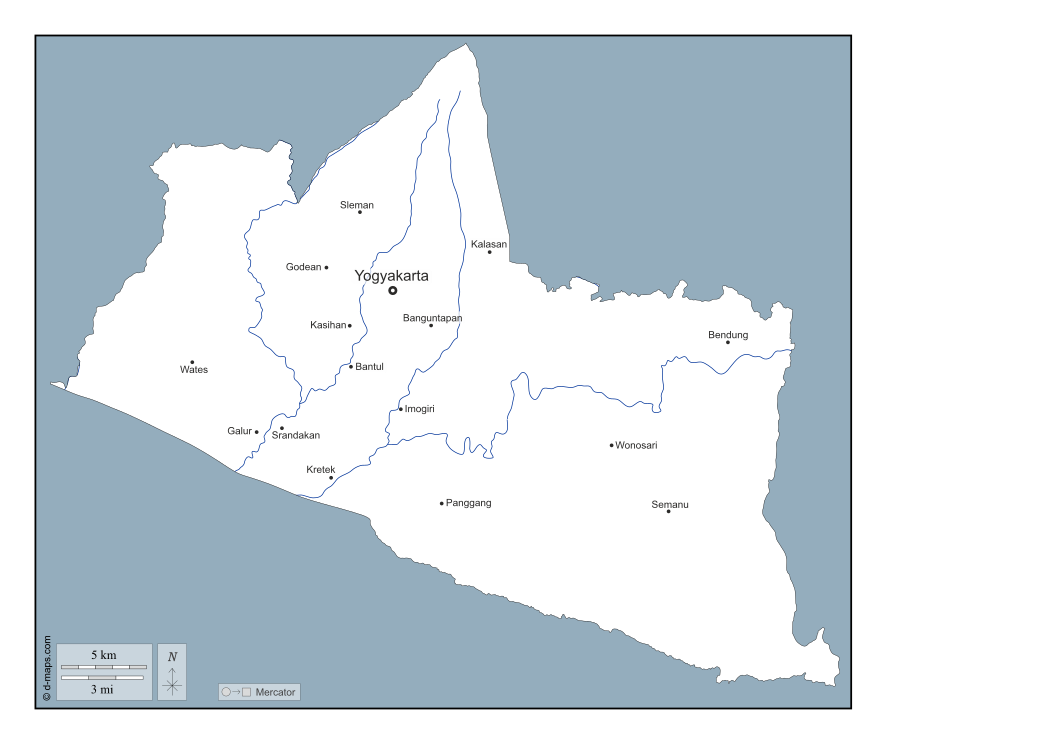 Sleman
Kalasan
Godean
Yogyakarta
Kasihan
Banguntapan
Bendung
Wates
Bantul
Imogiri
Galur
Srandakan
Wonosari
Kretek
Panggang
Semanu
© d-maps.com
5 km
3 mi
N
Mercator